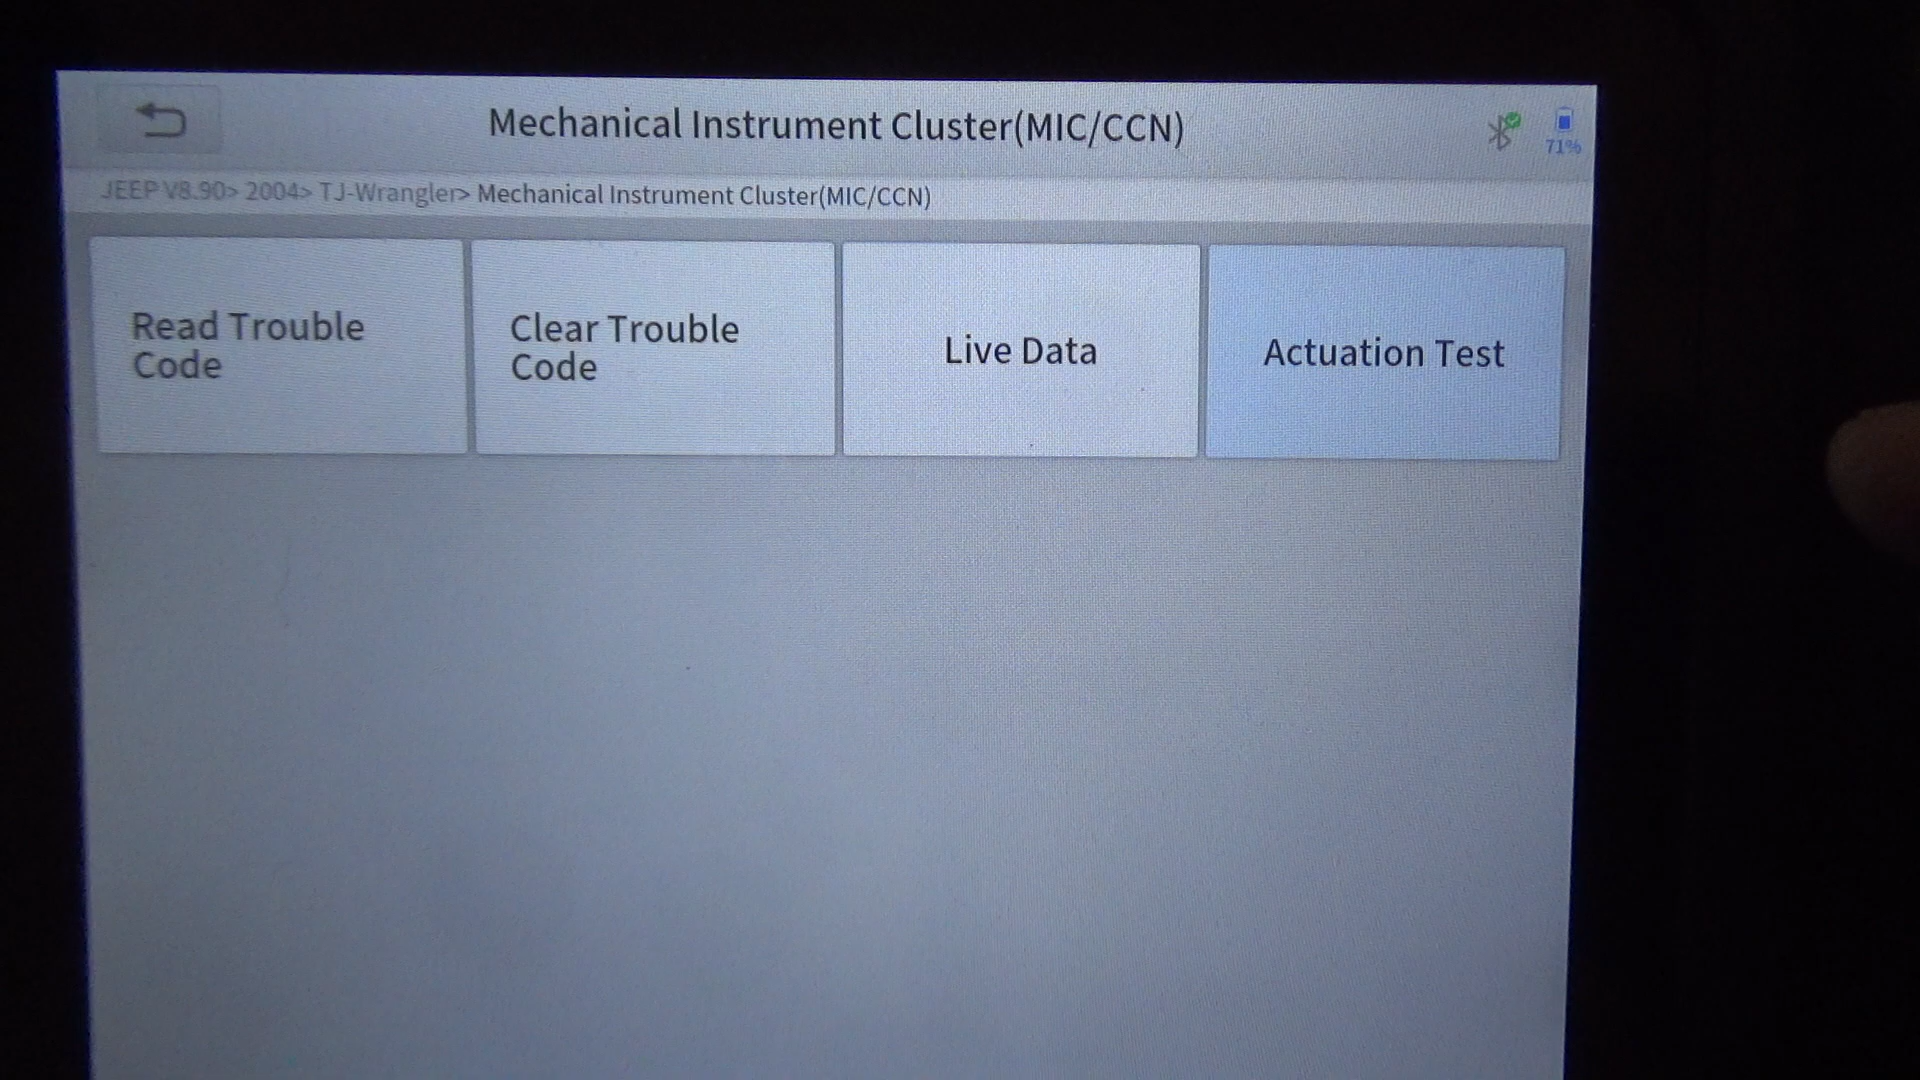 Mechanical Instrument Cluster(MIC/CCN)
71%
JEEP V8.90> 2004> TJ-Wrangler> Mechanical Instrument Cluster(MIC/CCN)
Read Trouble
Code
Clear Trouble
Code
Live Data
Actuation Test